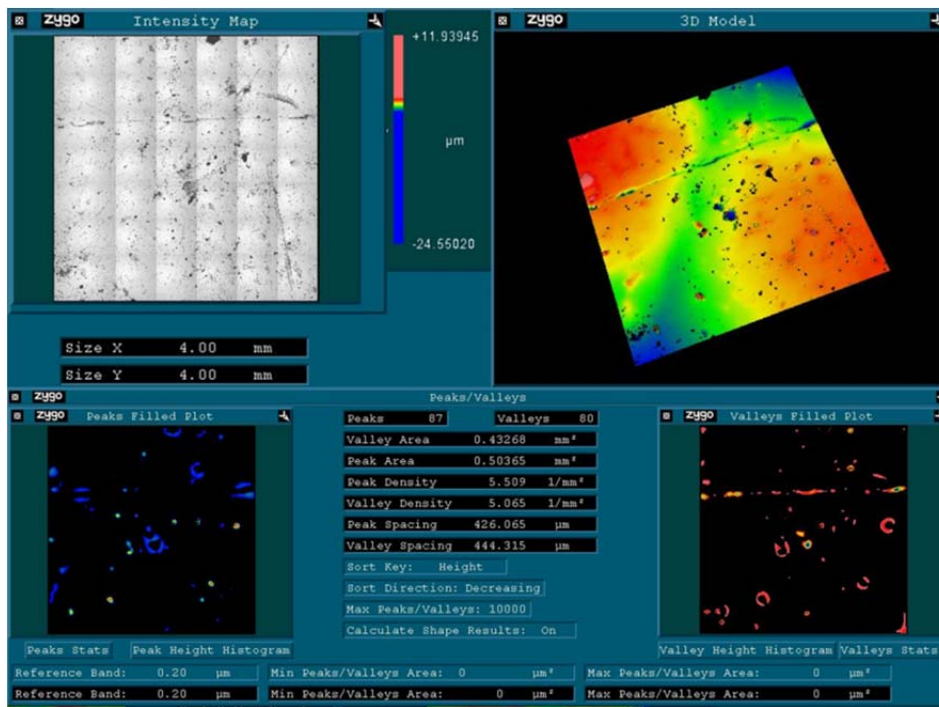 zygo Intensity Map
+11.93945
µm
-24.55020
zygo 3D Model
Size X 4.00 mm
Size Y 4.00 mm
zygo Peaks/Valleys
zygo Peaks Filled Plot
Peaks 87 Valleys 80
Valley Area 0.43268 mm²
Peak Area 0.50365 mm²
Peak Density 5.509 1/mm²
Valley Density 5.065 1/mm²
Peak Spacing 426.065 µm
Valley Spacing 444.315 µm
Sort Key: Height
Sort Direction: Decreasing
Max Peaks/Valleys: 10000
Calculate Shape Results: On
zygo Valleys Filled Plot
Peaks Stats Peak Height Histogram
Valley Height Histogram Valleys Stats
Reference Band: 0.20 µm Min Peaks/Valleys Area: 0 µm² Max Peaks/Valleys Area: 0 µm²
Reference Band: 0.20 µm Min Peaks/Valleys Area: 0 µm² Max Peaks/Valleys Area: 0 µm²